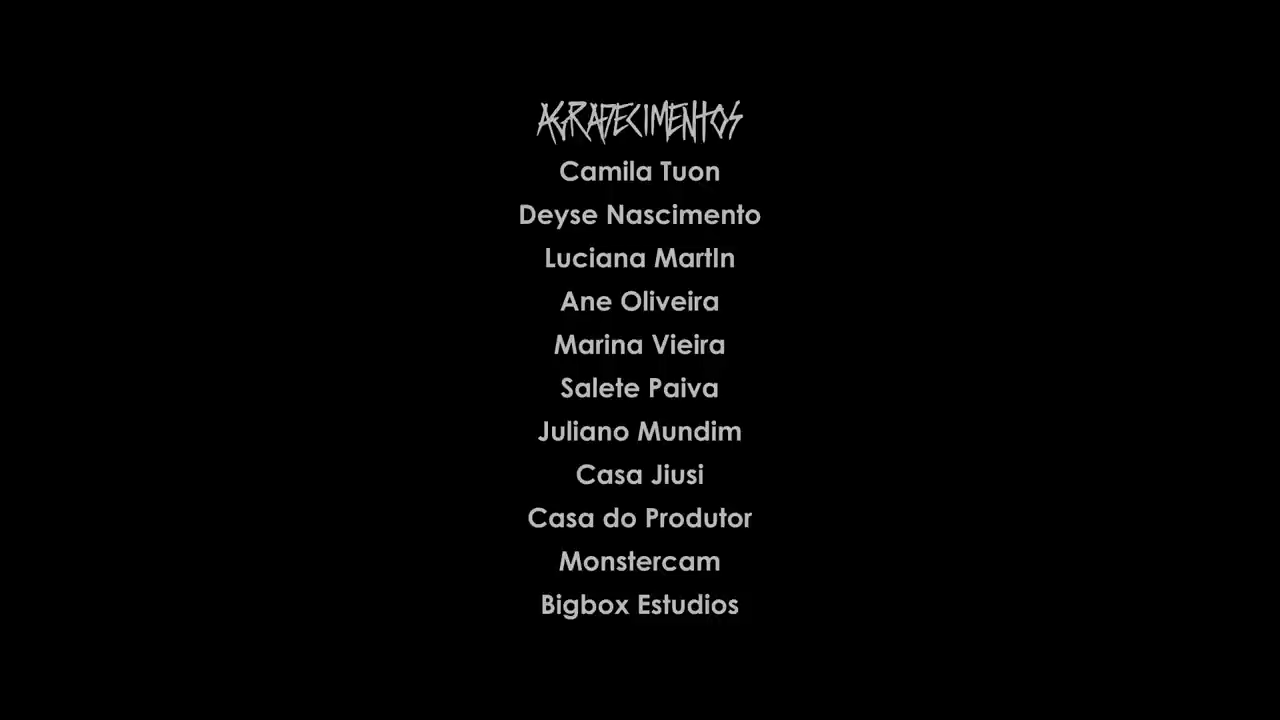 AGRADECIMENTOS
Camila Tuon
Deyse Nascimento
Luciana MartIn
Ane Oliveira
Marina Vieira
Salete Paiva
Juliano Mundim
Casa Jiusi
Casa do Produtor
Monstercam
Bigbox Estudios